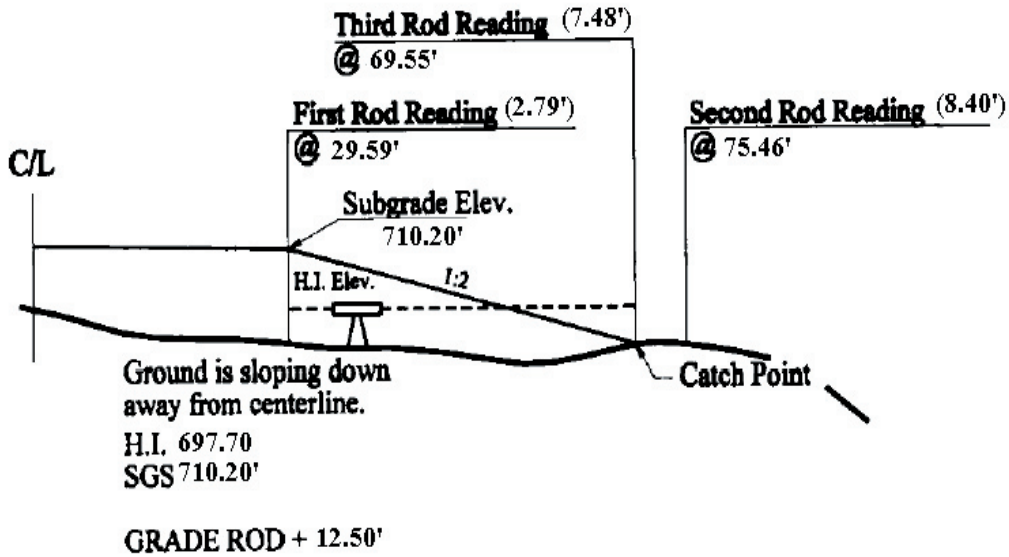 Third Rod Reading (7.48')
@ 69.55'
First Rod Reading (2.79')
@ 29.59'
Second Rod Reading (8.40')
@ 75.46'
C/L
Subgrade Elev.
710.20'
H.I. Elev.
1:2
Catch Point
Ground is sloping down
away from centerline.
H.I. 697.70
SGS 710.20'
GRADE ROD + 12.50'